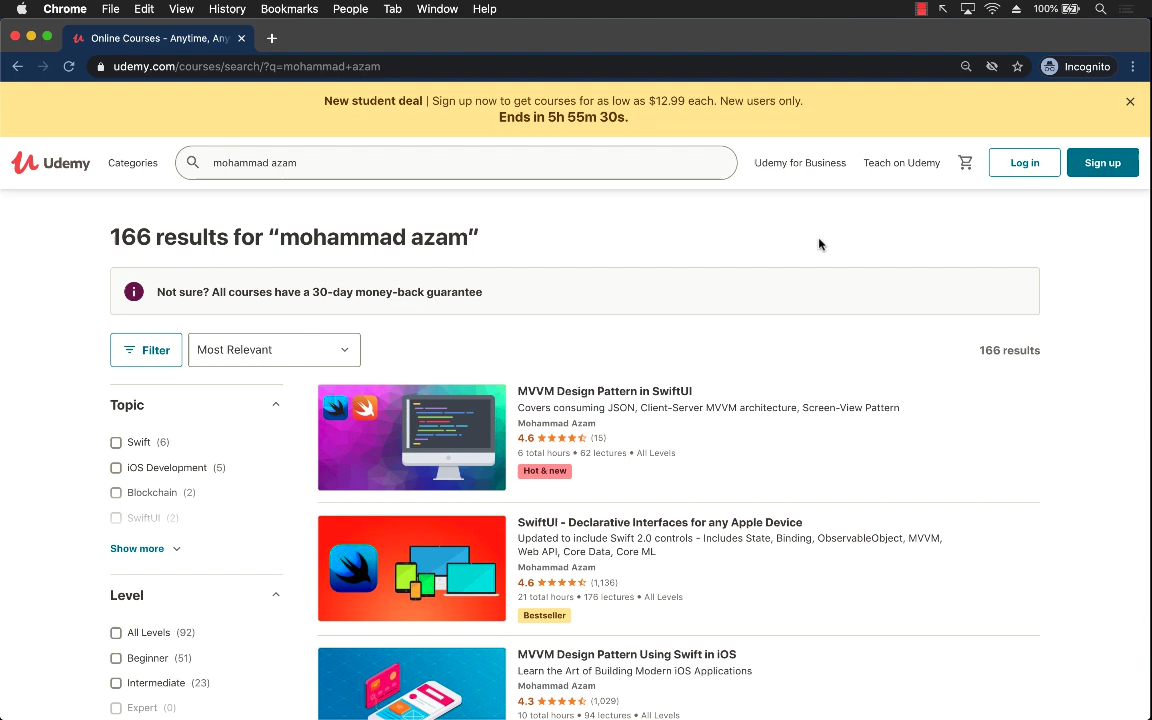 Chrome File Edit View History Bookmarks People Tab Window Help 100%
Online Courses - Anytime, Any
udemy.com/courses/search/?q=mohammad+azam Incognito
New student deal | Sign up now to get courses for as low as $12.99 each. New users only.
Ends in 5h 55m 30s.
Udemy Categories mohammad azam Udemy for Business Teach on Udemy Log in Sign up
166 results for “mohammad azam”
Not sure? All courses have a 30-day money-back guarantee
Filter Most Relevant 166 results
Topic
Swift (6)
iOS Development (5)
Blockchain (2)
SwiftUI (2)
Show more
Level
All Levels (92)
Beginner (51)
Intermediate (23)
Expert (0)
MVVM Design Pattern in SwiftUI
Covers consuming JSON, Client-Server MVVM architecture, Screen-View Pattern
Mohammad Azam
4.6 (15)
6 total hours • 62 lectures • All Levels
Hot & new
SwiftUI - Declarative Interfaces for any Apple Device
Updated to include Swift 2.0 controls - Includes State, Binding, ObservableObject, MVVM,
Web API, Core Data, Core ML
Mohammad Azam
4.6 (1,136)
21 total hours • 176 lectures • All Levels
Bestseller
MVVM Design Pattern Using Swift in iOS
Learn the Art of Building Modern iOS Applications
Mohammad Azam
4.3 (1,029)
10 total hours • 94 lectures • All Levels